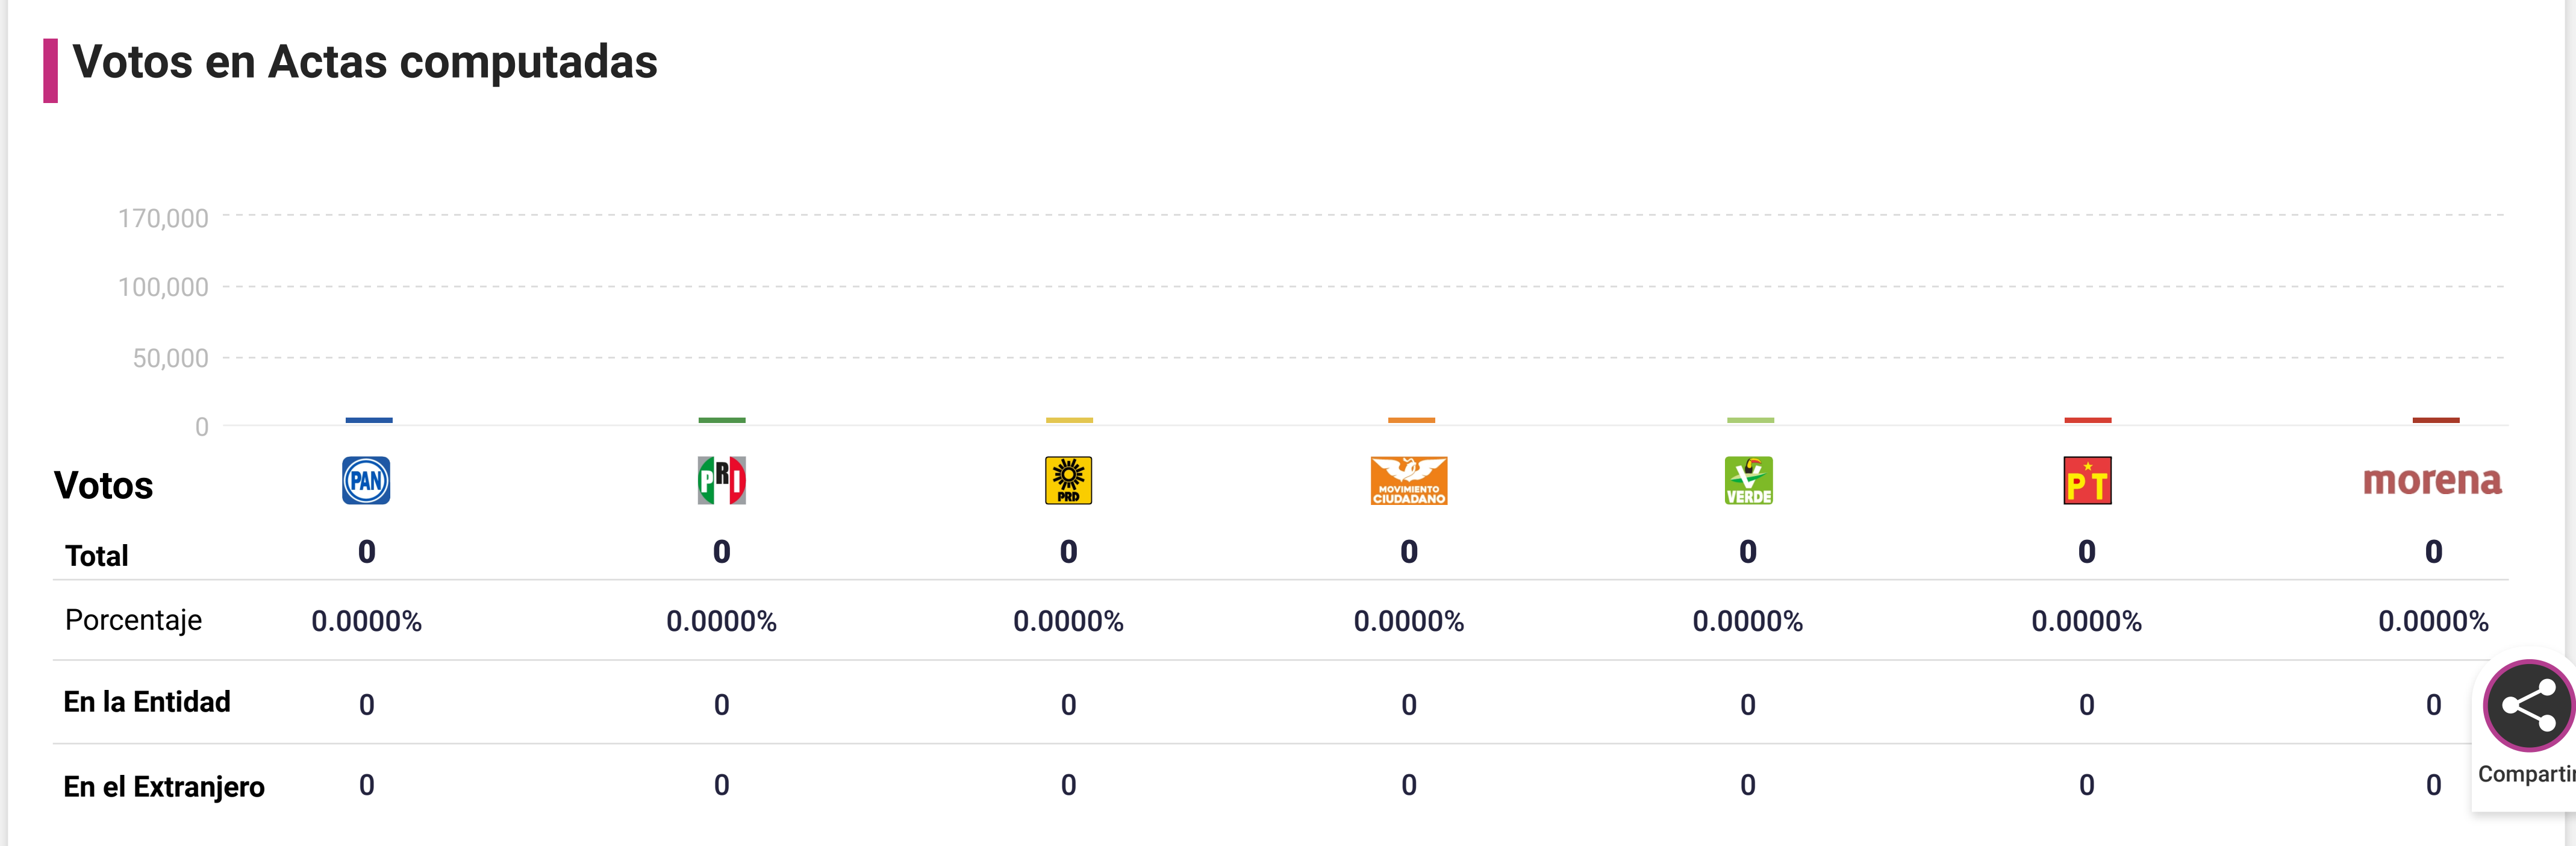 Votos en Actas computadas
170,000
100,000
50,000
0
Votos PAN PRI PRD MOVIMIENTO CIUDADANO VERDE PT morena
Total 0 0 0 0 0 0 0
Porcentaje 0.0000% 0.0000% 0.0000% 0.0000% 0.0000% 0.0000% 0.0000%
En la Entidad 0 0 0 0 0 0 0
En el Extranjero 0 0 0 0 0 0 0
Compartir